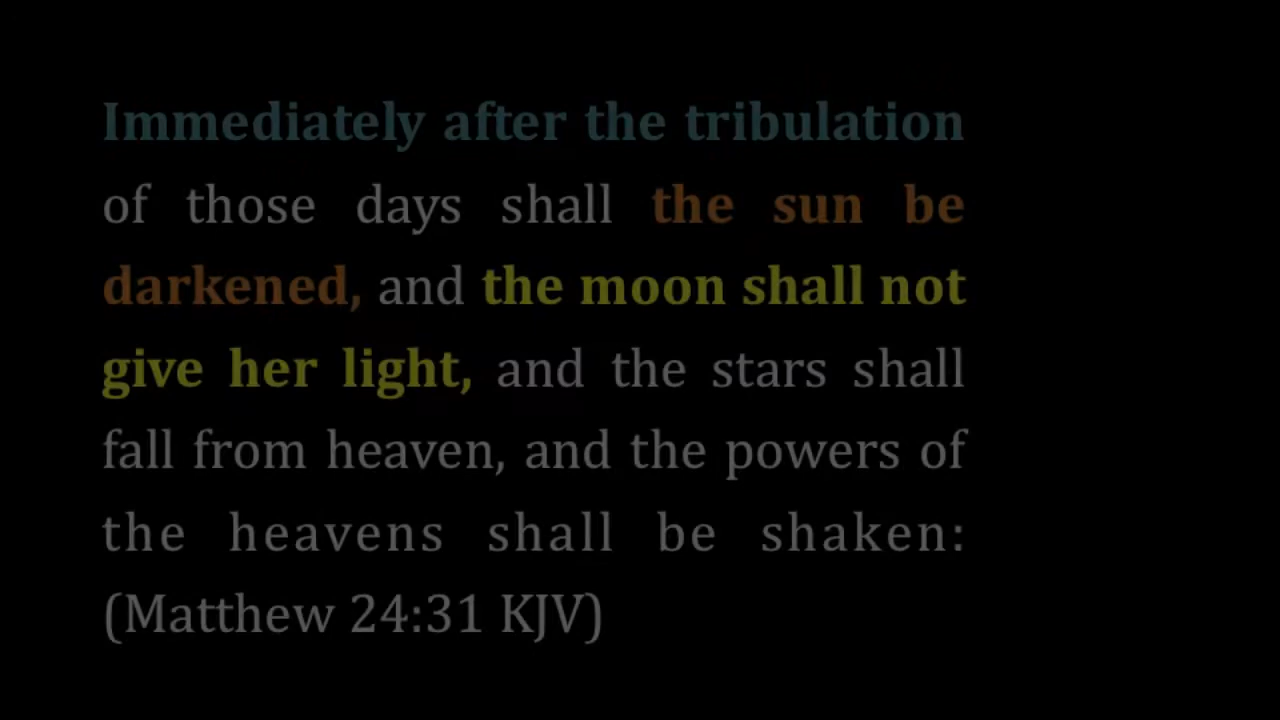 Immediately after the tribulation
of those days shall the sun be
darkened, and the moon shall not
give her light, and the stars shall
fall from heaven, and the powers of
the heavens shall be shaken:
(Matthew 24:31 KJV)